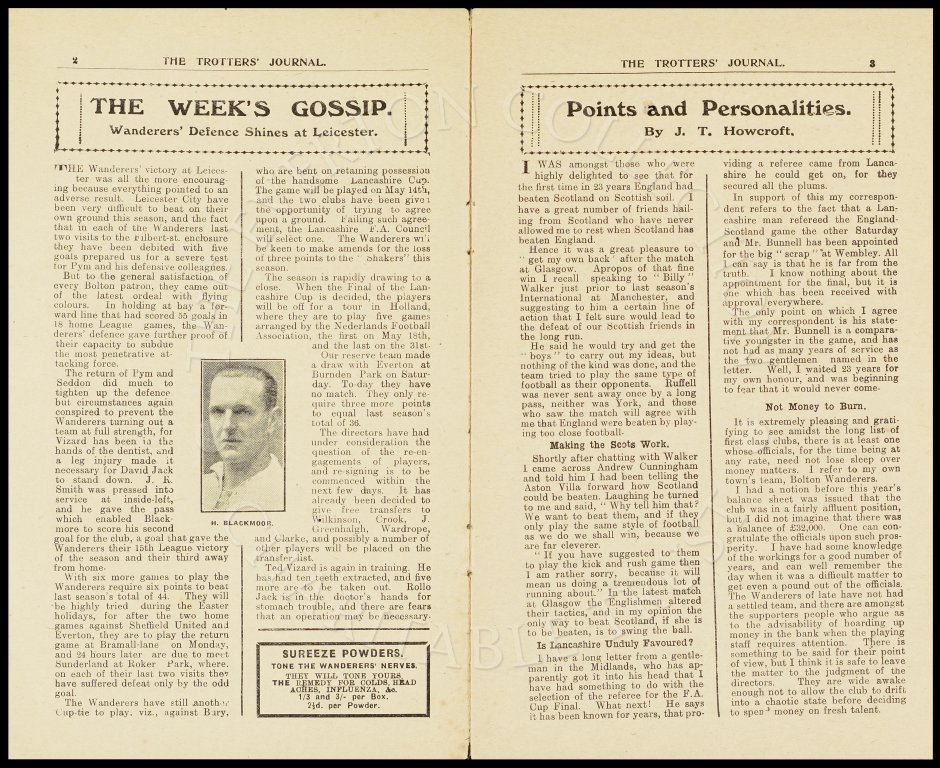 2
THE TROTTERS' JOURNAL.
THE WEEK'S GOSSIP.
Wanderers' Defence Shines at Leicester.
THE Wanderers' victory at Leices-
ter was all the more encourag-
ing because everything pointed to an
adverse result. Leicester City have
been very difficult to beat on their
own ground this season, and the fact
that in each of the Wanderers last
two visits to the Filbert-st. enclosure
they have been debited with five
goals prepared us for a severe test
for Pym and his defensive colleagues.
But to the general satisfaction of
every Bolton patron, they came out
of the latest ordeal with flying
colours. In holding at bay a for-
ward line that had scored 55 goals in
18 home League games, the Wan-
derers' defence gave further proof of
their capacity to subdue
the most penetrative at-
tacking force.
The return of Pym and
Seddon did much to
tighten up the defence
but circumstances again
conspired to prevent the
Wanderers turning out a
team at full strength, for
Vizard has been in the
hands of the dentist, and
a leg injury made it
necessary for David Jack
to stand down. J. R.
Smith was pressed into
service at inside-left,
and he gave the pass
which enabled Black-
more to score his second
goal for the club, a goal that gave the
Wanderers their 15th League victory
of the season and their third away
from home.
With six more games to play the
Wanderers require six points to beat
last season's total of 44. They will
be highly tried during the Easter
holidays, for after the two home
games against Sheffield United and
Everton, they are to play the return
game at Bramall-lane on Monday,
and 24 hours later are due to meet
Sunderland at Roker Park, where,
on each of their last two visits they
have suffered defeat only by the odd
goal.
The Wanderers have still another
Cup-tie to play, viz., against Bury,
who are bent on retaining possession
of the handsome Lancashire Cup.
The game will be played on May 14th,
and the two clubs have been given
the opportunity of trying to agree
upon a ground. Failing such agree-
ment, the Lancashire F.A. Council
will select one. The Wanderers wi
be keen to make amends for the loss
of three points to the "Shakers" this
season.
The season is rapidly drawing to a
close. When the Final of the Lan-
cashire Cup is decided, the players
will be off for a tour in Holland,
where they are to play five games
arranged by the Nederlands Football
Association, the first on May 18th,
and the last on the 31st.
Our reserve team made
a draw with Everton at
Burnden Park on Satur-
day. To-day they have
no match. They only re-
quire three more points
to equal last season's
total of 36.
The directors have had
under consideration the
question of the re-en-
gagements of players,
and re-signing is to be
commenced within the
next few days. It has
already been decided to
give free transfers to
Wilkinson, Crook, J.
Greenhalgh, Wardrope,
and Clarke, and possibly a number of
other players will be placed on the
transfer list.
Ted Vizard is again in training. He
has had ten teeth extracted, and five
more are to be taken out. Rollo
Jack is in the doctor's hands for
stomach trouble, and there are fears
that an operation may be necessary.
H. BLACKMOOR.
SUREEZE POWDERS.
TONE THE WANDERERS' NERVES.
THEY WILL TONE YOURS.
THE REMEDY FOR COLDS, HEAD
ACHES, INFLUENZA, &c.
1/3 and 3/- per Box.
2½d. per Powder.
THE TROTTERS' JOURNAL.
3
Points and Personalities.
By J. T. Howcroft.
I WAS amongst those who were
highly delighted to see that for
the first time in 23 years England had
beaten Scotland on Scottish soil. I
have a great number of friends hail-
ing from Scotland who have never
allowed me to rest when Scotland has
beaten England.
Hence it was a great pleasure to
"get my own back" after the match
at Glasgow. Apropos of that fine
win I recall speaking to "Billy"
Walker just prior to last season's
International at Manchester, and
suggesting to him a certain line of
action that I felt sure would lead to
the defeat of our Scottish friends in
the long run.
He said he would try and get the
"boys" to carry out my ideas, but
nothing of the kind was done, and the
team tried to play the same type of
football as their opponents. Ruffell
was never sent away once by a long
pass, neither was York, and those
who saw the match will agree with
me that England were beaten by play-
ing too close football-
Making the Scots Work.
Shortly after chatting with Walker
I came across Andrew Cunningham
and told him I had been telling the
Aston Villa forward how Scotland
could be beaten. Laughing he turned
to me and said, "Why tell him that?
We want to beat them, and if they
only play the same style of football
as we do we shall win, because we
are far cleverer.
"If you have suggested to them
to play the kick and rush game then
I am rather sorry, because it will
mean us doing a tremendous lot of
running about." In the latest match
at Glasgow the Englishmen altered
their tactics, and in my opinion the
only way to beat Scotland, if she is
to be beaten, is to swing the ball.
Is Lancashire Unduly Favoured?
I have a long letter from a gentle-
man in the Midlands, who has ap-
parently got it into his head that I
have had something to do with the
selection of the referee for the F.A.
Cup Final. What next! He says
it has been known for years, that pro-
viding a referee came from Lanca-
shire he could get on, for they
secured all the plums.
In support of this my correspon-
dent refers to the fact that a Lan-
cashire man refereed the England-
Scotland game the other Saturday
and Mr. Bunnell has been appointed
for the big "scrap" at Wembley. All
I can say is that he is far from the
truth. I know nothing about the
appointment for the final, but it is
one which has been received with
approval everywhere.
The only point on which I agree
with my correspondent is his state-
ment that Mr. Bunnell is a compara-
tive youngster in the game, and has
not had as many years of service as
the two gentlemen named in the
letter. Well, I waited 23 years for
my own honour, and was beginning
to fear that it would never come-
Not Money to Burn.
It is extremely pleasing and grati-
fying to see amidst the long list of
first class clubs, there is at least one
whose officials, for the time being at
any rate, need not lose sleep over
money matters. I refer to my own
town's team, Bolton Wanderers.
I had a notion before this year's
balance sheet was issued that the
club was in a fairly affluent position,
but I did not imagine that there was
a balance of £32,000. One can con-
gratulate the officials upon such pros-
perity. I have had some knowledge
of the workings for a good number of
years, and can well remember the
day when it was a difficult matter to
get even a pound out of the officials.
The Wanderers of late have not had
a settled team, and there are amongst
the supporters people who argue as
to the advisability of hoarding up
money in the bank when the playing
staff requires attention. There is
something to be said for their point
of view, but I think it is safe to leave
the matter to the judgment of the
directors. They are wide awake
enough not to allow the club to drift
into a chaotic state before deciding
to spend money on fresh talent.